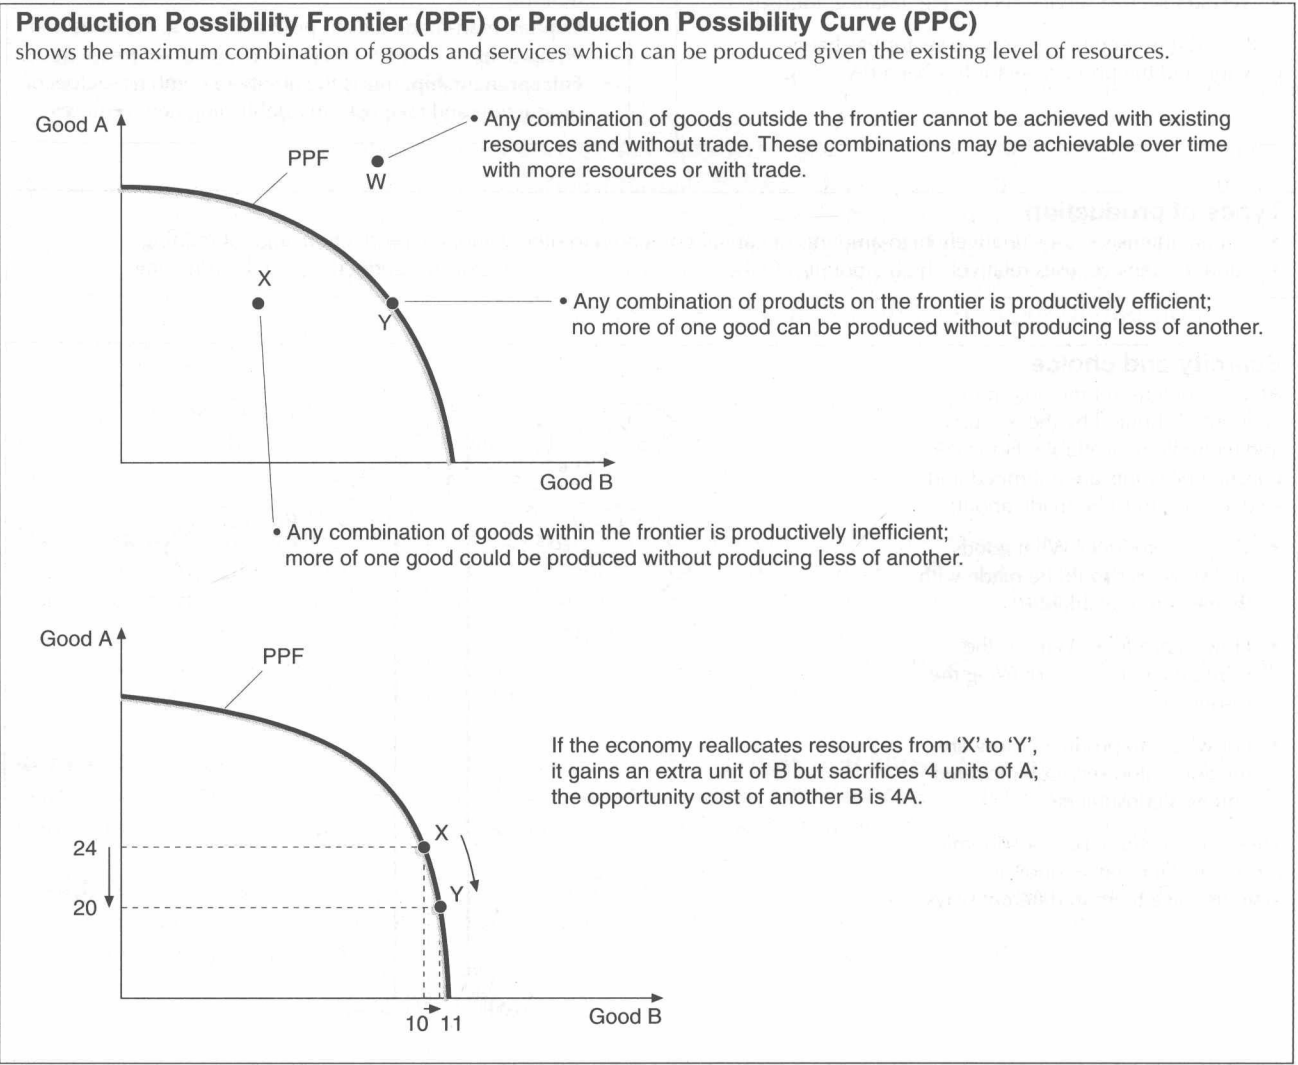 Production Possibility Frontier (PPF) or Production Possibility Curve (PPC)
shows the maximum combination of goods and services which can be produced given the existing level of resources.
Good A
PPF
W
• Any combination of goods outside the frontier cannot be achieved with existing
resources and without trade. These combinations may be achievable over time
with more resources or with trade.
X
Y
• Any combination of products on the frontier is productively efficient;
no more of one good can be produced without producing less of another.
Good B
• Any combination of goods within the frontier is productively inefficient;
more of one good could be produced without producing less of another.
Good A
PPF
If the economy reallocates resources from 'X' to 'Y',
it gains an extra unit of B but sacrifices 4 units of A;
the opportunity cost of another B is 4A.
X
24
Y
20
10 11
Good B